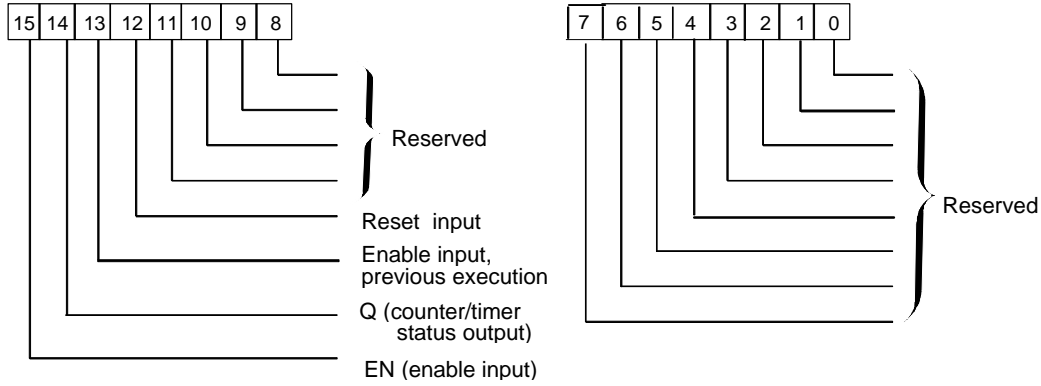 15 14 13 12 11 10 9 8
7 6 5 4 3 2 1 0
Reserved
Reset input
Enable input,
previous execution
Q (counter/timer
status output)
EN (enable input)
Reserved